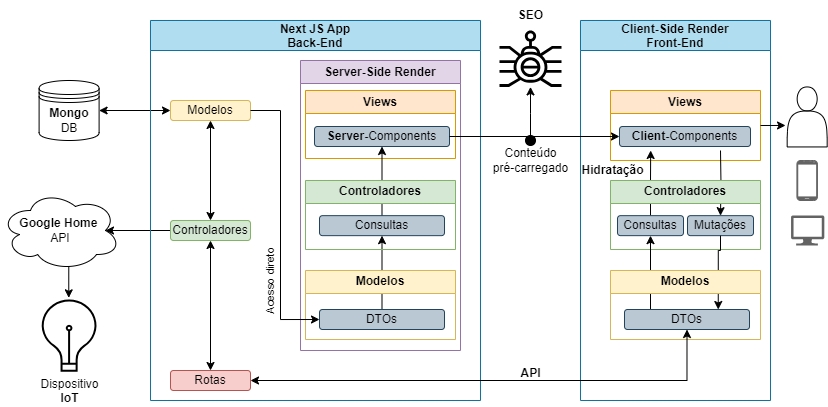 SEO
Next JS App
Back-End
Client-Side Render
Front-End
Server-Side Render
Views
Server-Components
Controladores
Consultas
Modelos
DTOs
Mongo
DB
Modelos
Google Home
API
Controladores
Acesso direto
Dispositivo
IoT
Rotas
Conteúdo
pré-carregado
Views
Client-Components
Hidratação
Controladores
Consultas
Mutações
Modelos
DTOs
API